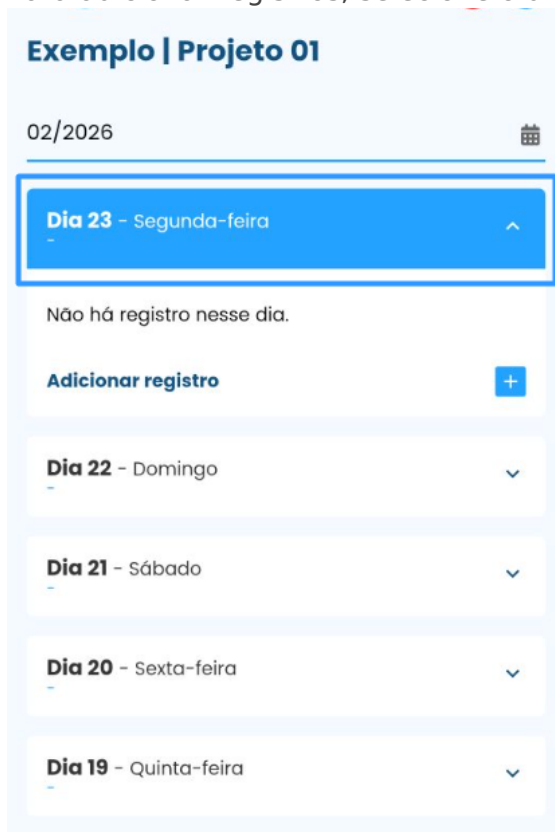 Exemplo | Projeto 01
02/2026
Dia 23 - Segunda-feira
-
Não há registro nesse dia.
Adicionar registro
+
Dia 22 - Domingo
-
Dia 21 - Sábado
-
Dia 20 - Sexta-feira
-
Dia 19 - Quinta-feira
-